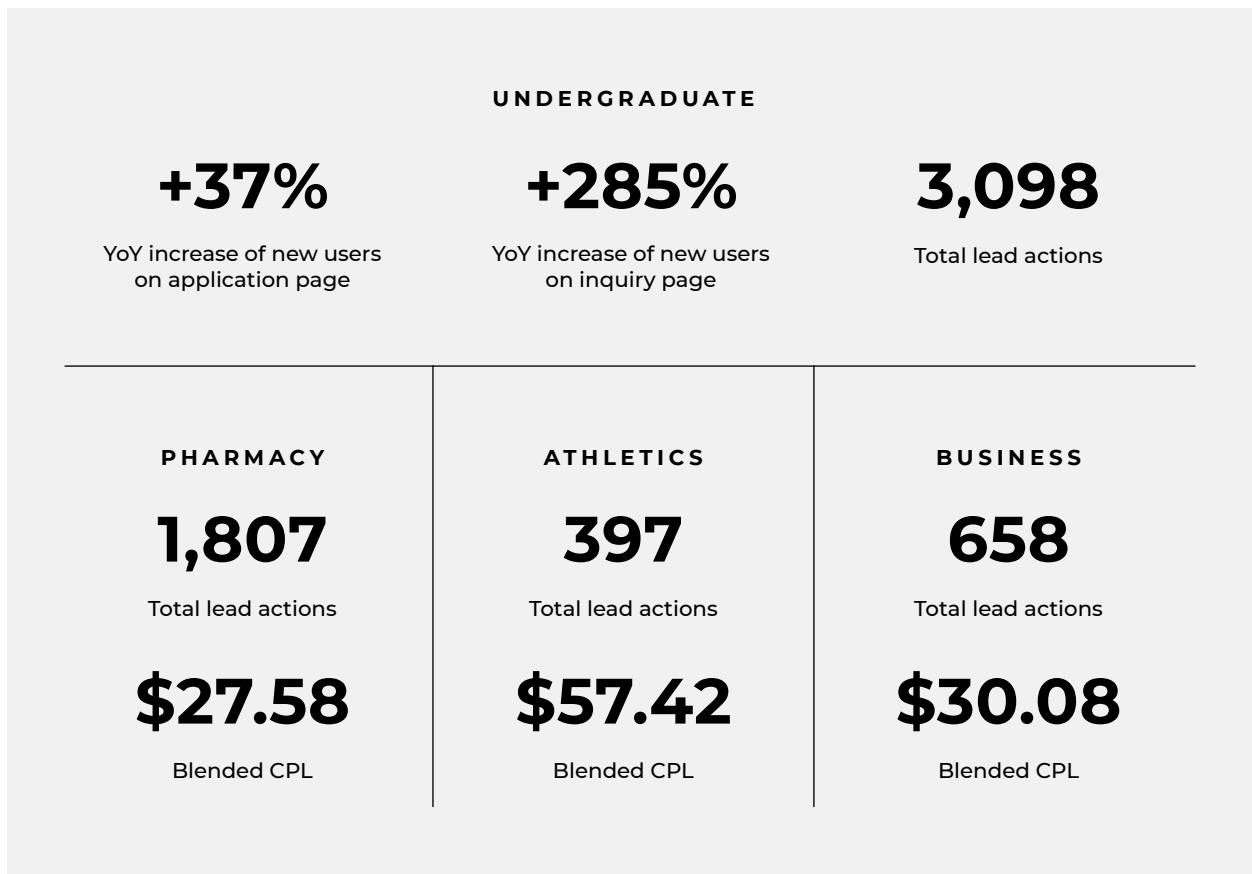 UNDERGRADUATE
+37%
YoY increase of new users
on application page
+285%
YoY increase of new users
on inquiry page
3,098
Total lead actions
PHARMACY
1,807
Total lead actions
$27.58
Blended CPL
ATHLETICS
397
Total lead actions
$57.42
Blended CPL
BUSINESS
658
Total lead actions
$30.08
Blended CPL